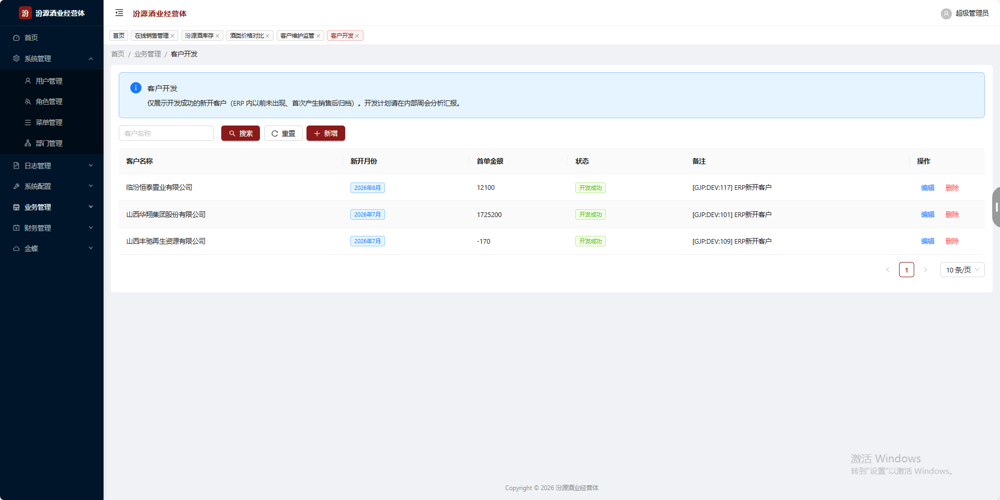 汾 汾源酒业经营体
首页
系统管理
用户管理
角色管理
菜单管理
部门管理
日志管理
系统配置
业务管理
财务管理
金蝶
汾源酒业经营体
超级管理员
首页 在线销售管理 汾源酒库存 酒类价格对比 客户维护监管 客户开发
首页 / 业务管理 / 客户开发
客户开发
仅展示开发成功的新开客户（ERP 内以前未出现、首次产生销售后归档）。开发计划请在内部周会分析汇报。
客户名称 搜索 重置 新增
客户名称 新开月份 首单金额 状态 备注 操作
临汾恒泰置业有限公司 2026年8月 12100 开发成功 [GJP:DEV:117] ERP新开客户 编辑 删除
山西华翔集团股份有限公司 2026年7月 1725200 开发成功 [GJP:DEV:101] ERP新开客户 编辑 删除
山西丰驰再生资源有限公司 2026年7月 -170 开发成功 [GJP:DEV:109] ERP新开客户 编辑 删除
1 10 条/页
激活 Windows
转到“设置”以激活 Windows。
Copyright © 2026 汾源酒业经营体